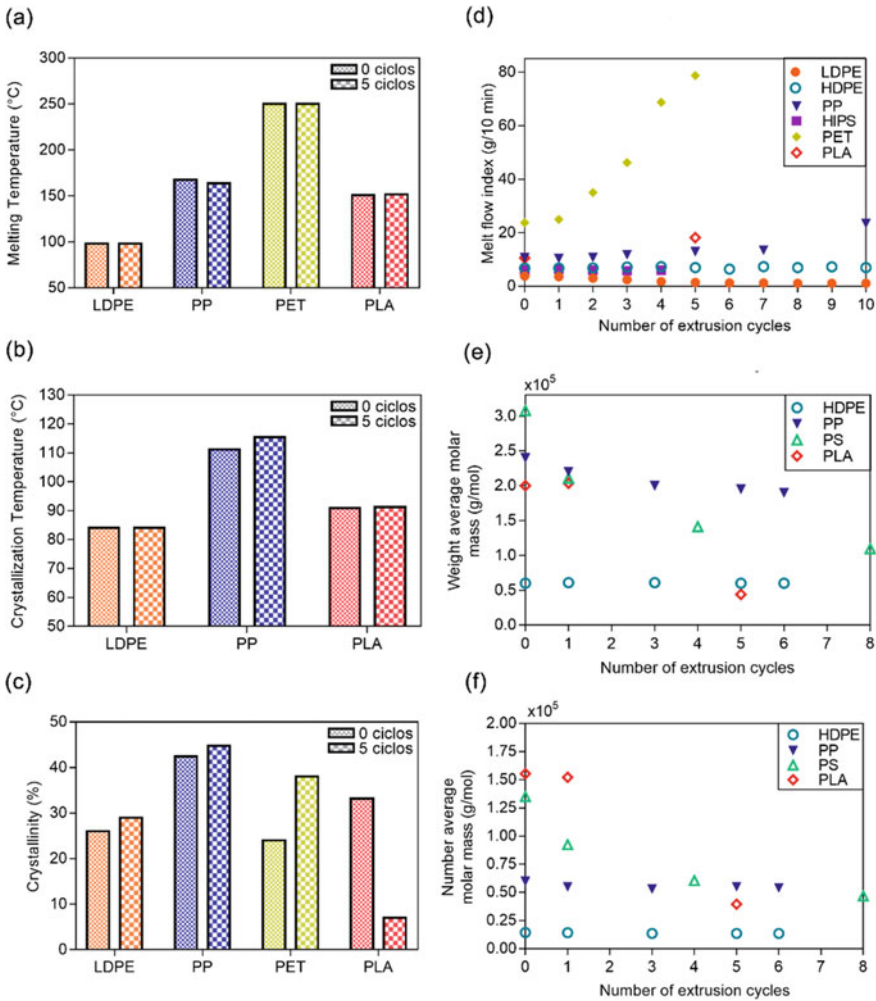 (a)
300
250
200
150
100
50
Melting Temperature (°C)
0 ciclos
5 ciclos
LDPE PP PET PLA
(b)
130
120
110
100
90
80
70
60
50
Crystallization Temperature (°C)
0 ciclos
5 ciclos
LDPE PP PLA
(c)
50
40
30
20
10
0
Crystallinity (%)
0 ciclos
5 ciclos
LDPE PP PET PLA
(d)
80
60
40
20
0
Melt flow index (g/10 min)
LDPE
HDPE
PP
HIPS
PET
PLA
0 1 2 3 4 5 6 7 8 9 10
Number of extrusion cycles
(e)
x10⁵
3.0
2.5
2.0
1.5
1.0
0.5
0.0
Weight average molar
mass (g/mol)
HDPE
PP
PS
PLA
0 1 2 3 4 5 6 7 8
Number of extrusion cycles
(f)
x10⁵
2.00
1.75
1.50
1.25
1.00
0.75
0.50
0.25
0.00
Number average
molar mass (g/mol)
HDPE
PP
PS
PLA
0 1 2 3 4 5 6 7 8
Number of extrusion cycles